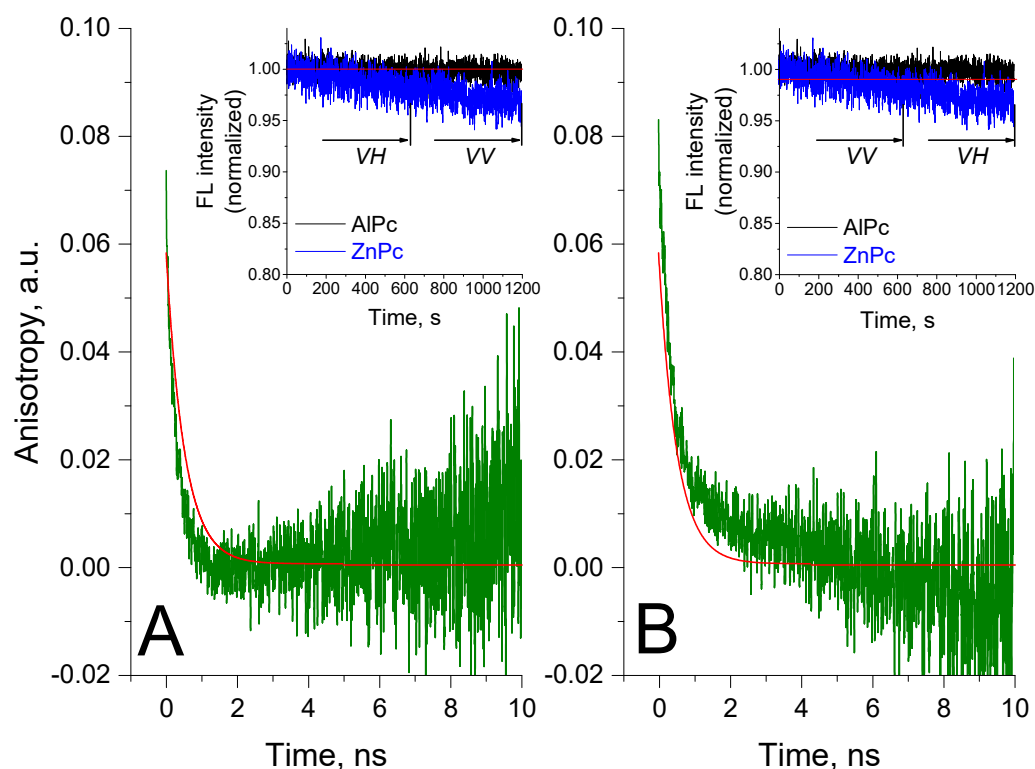 Anisotropy, a.u.
0.10
0.08
0.06
0.04
0.02
0.00
-0.02
0 2 4 6 8 10
Time, ns
A
FL intensity
(normalized)
1.00
0.95
0.90
0.85
0.80
VH VV
AlPc
ZnPc
0 200 400 600 800 1000 1200
Time, s
0.10
0.08
0.06
0.04
0.02
0.00
-0.02
0 2 4 6 8 10
Time, ns
B
FL intensity
(normalized)
1.00
0.95
0.90
0.85
0.80
VV VH
AlPc
ZnPc
0 200 400 600 800 1000 1200
Time, s